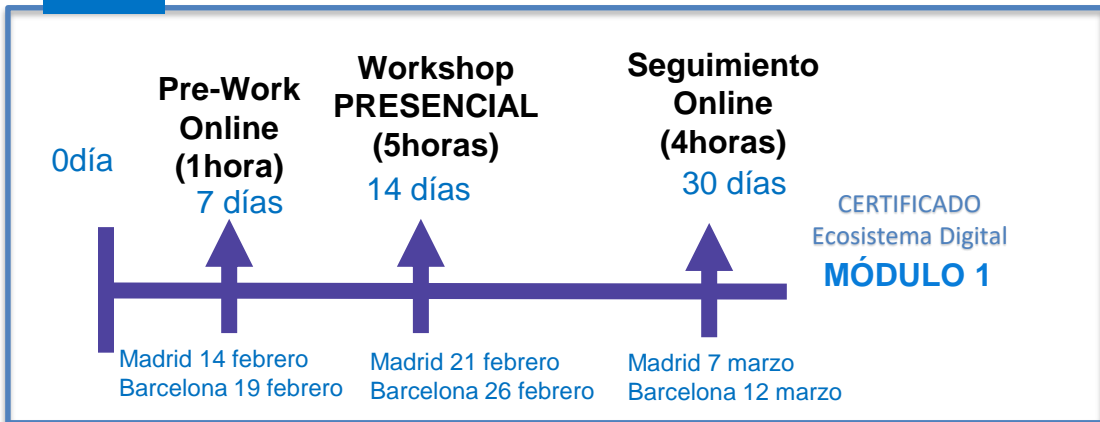 0día
Pre-Work
Online
(1hora)
7 días
Workshop
PRESENCIAL
(5horas)
14 días
Seguimiento
Online
(4horas)
30 días
CERTIFICADO
Ecosistema Digital
MÓDULO 1
Madrid 14 febrero
Barcelona 19 febrero
Madrid 21 febrero
Barcelona 26 febrero
Madrid 7 marzo
Barcelona 12 marzo